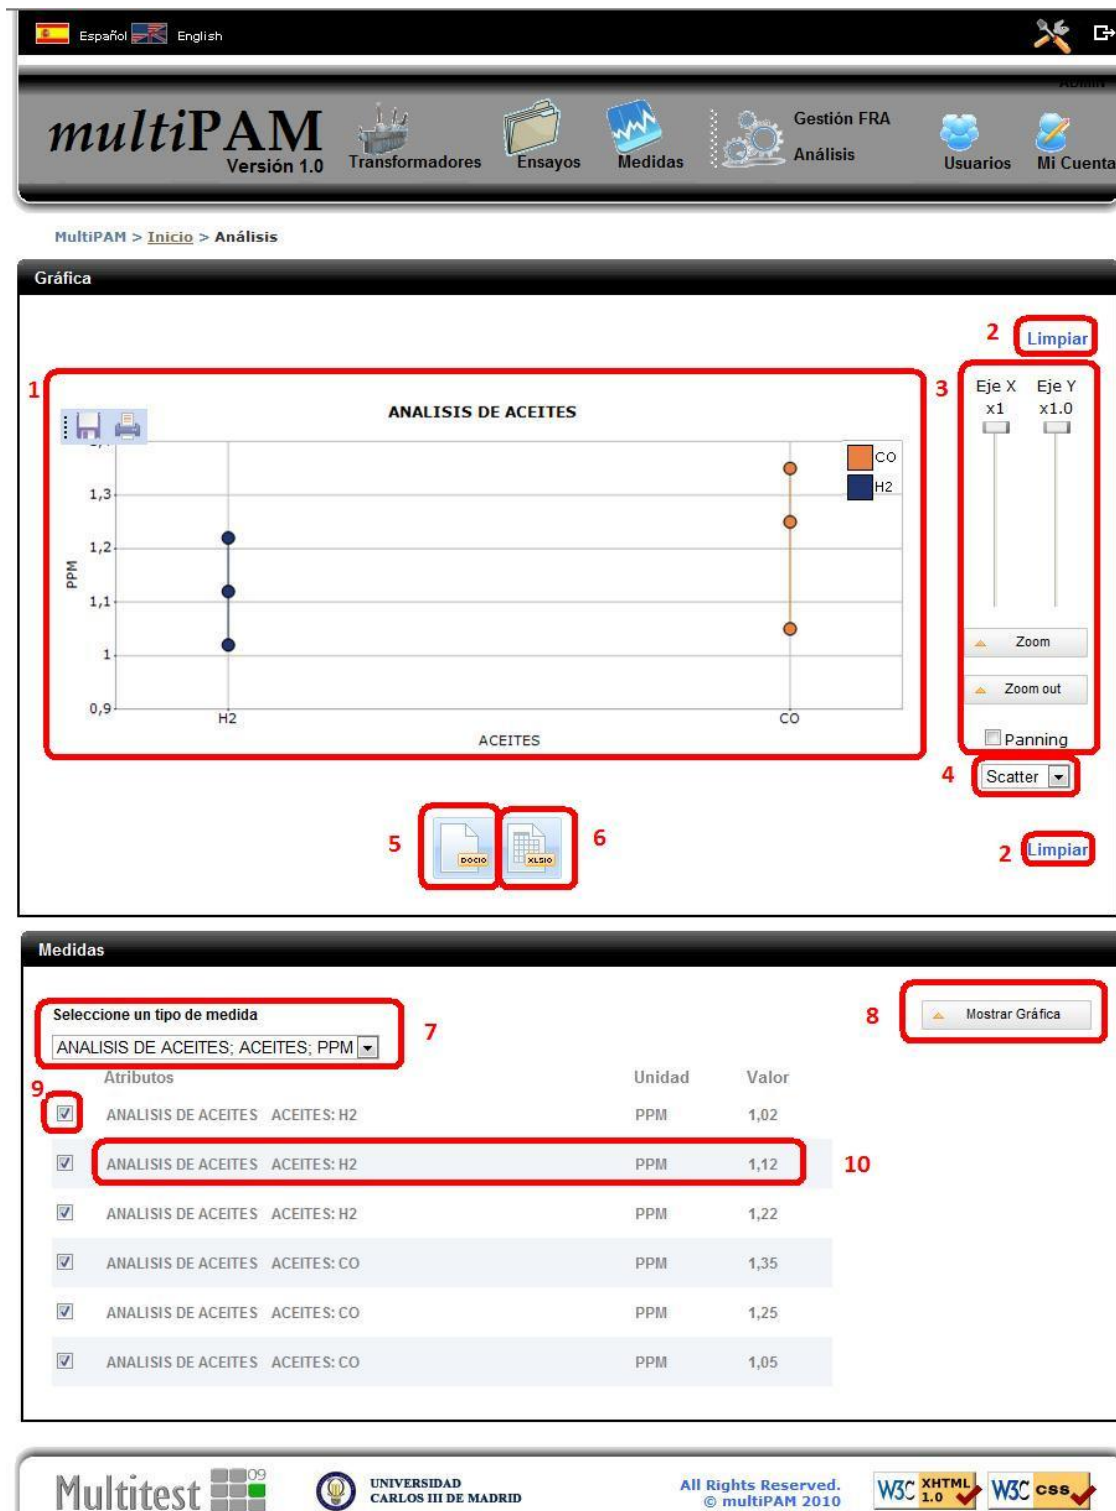 Español English
Admin
multiPAM
Versión 1.0
Transformadores
Ensayos
Medidas
Gestión FRA
Análisis
Usuarios
Mi Cuenta
MultiPAM > Inicio > Análisis
Gráfica
2 Limpiar
1
3
Eje X Eje Y
x1 x1.0
ANALISIS DE ACEITES
CO
H2
1,3
1,2
1,1
1
0,9
PPM
H2 CO
ACEITES
Zoom
Zoom out
Panning
4 Scatter
5 DOCIO XLSIO 6
2 Limpiar
Medidas
Seleccione un tipo de medida
ANALISIS DE ACEITES; ACEITES; PPM
7
8 Mostrar Gráfica
Atributos Unidad Valor
9
ANALISIS DE ACEITES ACEITES: H2 PPM 1,02
ANALISIS DE ACEITES ACEITES: H2 PPM 1,12 10
ANALISIS DE ACEITES ACEITES: H2 PPM 1,22
ANALISIS DE ACEITES ACEITES: CO PPM 1,35
ANALISIS DE ACEITES ACEITES: CO PPM 1,25
ANALISIS DE ACEITES ACEITES: CO PPM 1,05
Multitest 09
UNIVERSIDAD
CARLOS III DE MADRID
All Rights Reserved.
© multiPAM 2010
W3C XHTML 1.0
W3C css